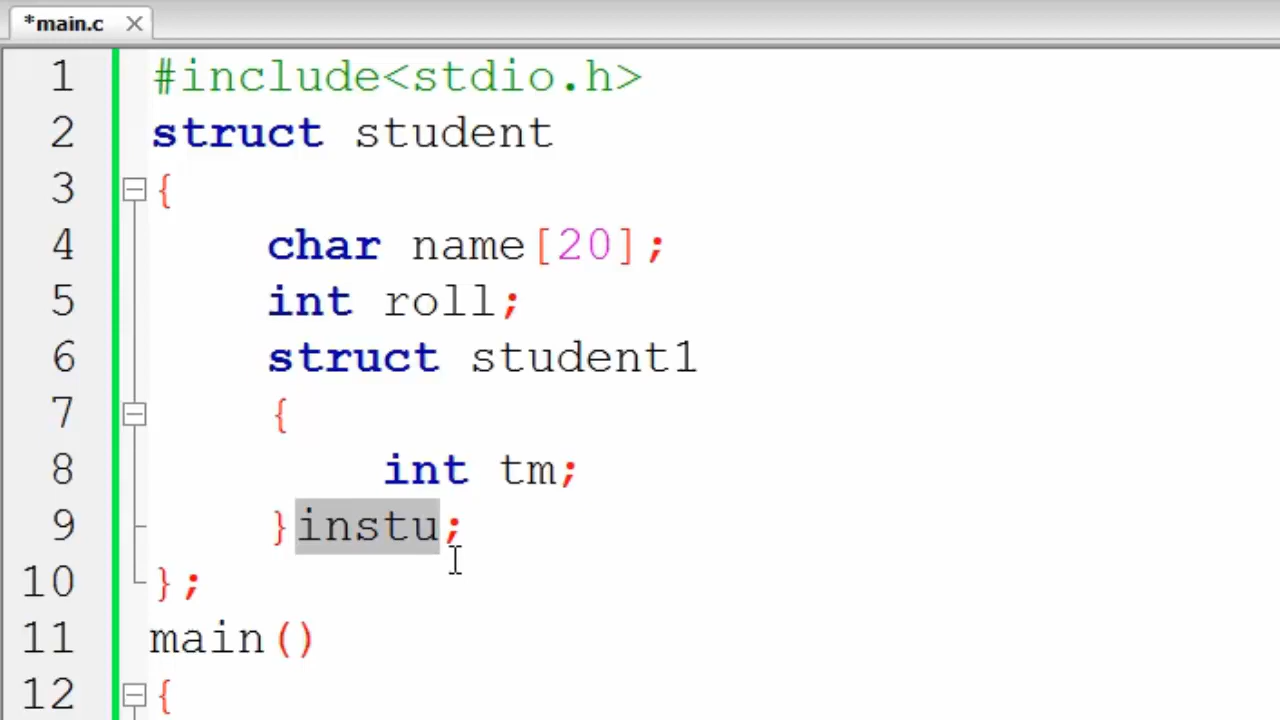 *main.c
1 #include<stdio.h>
2 struct student
3 {
4 char name[20];
5 int roll;
6 struct student1
7 {
8 int tm;
9 }instu;
10 };
11 main()
12 {